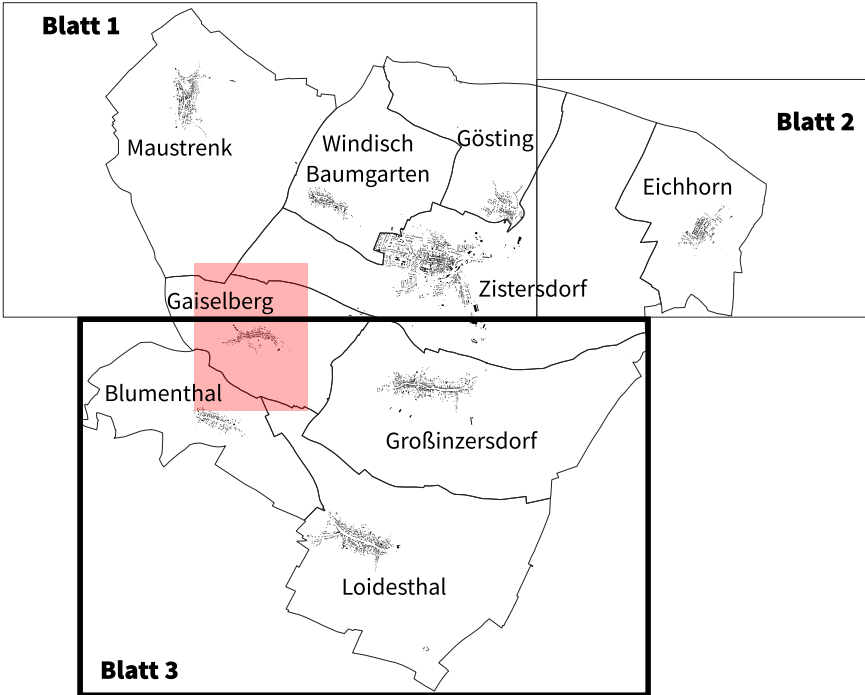 Blatt 1
Blatt 2
Maustrenk
Windisch
Baumgarten
Gösting
Eichhorn
Zistersdorf
Gaiselberg
Blumenthal
Großinzersdorf
Loidesthal
Blatt 3